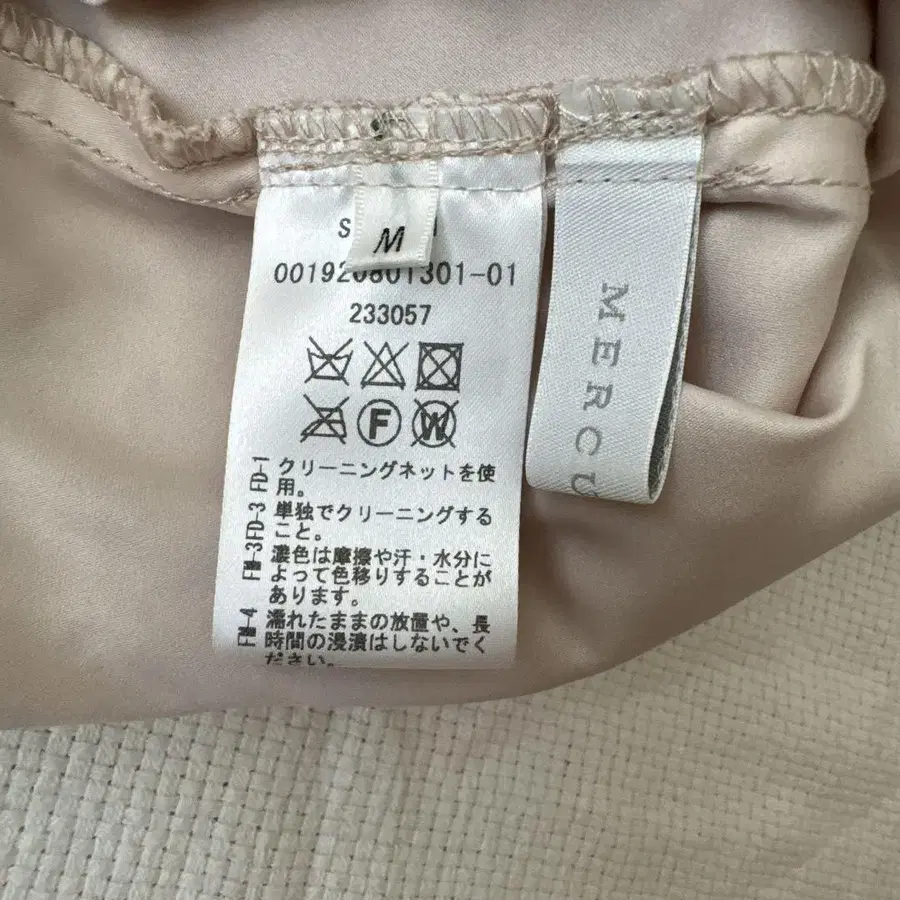 M
001920801301-01
233057
F
W
FD-1 クリーニングネットを使
用。
FD-3 単独でクリーニングする
こと。
FW-3 濃色は摩擦や汗・水分に
よって色移りすることが
あります。
FW-4 濡れたままの放置や、長
時間の浸漬はしないでく
ださい。
MERCU